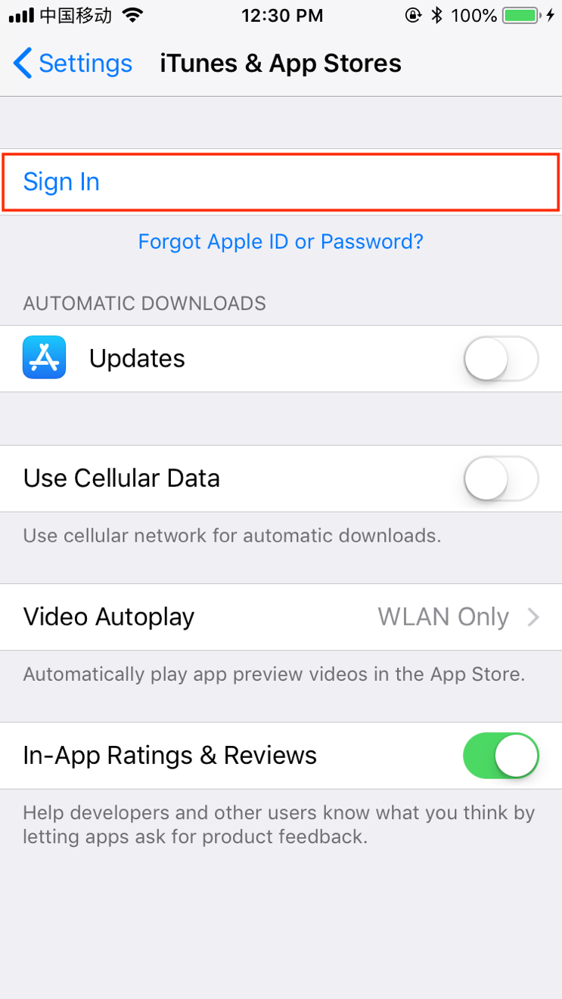 中国移动 12:30 PM 100%
Settings iTunes & App Stores
Sign In
Forgot Apple ID or Password?
AUTOMATIC DOWNLOADS
Updates
Use Cellular Data
Use cellular network for automatic downloads.
Video Autoplay WLAN Only
Automatically play app preview videos in the App Store.
In-App Ratings & Reviews
Help developers and other users know what you think by
letting apps ask for product feedback.